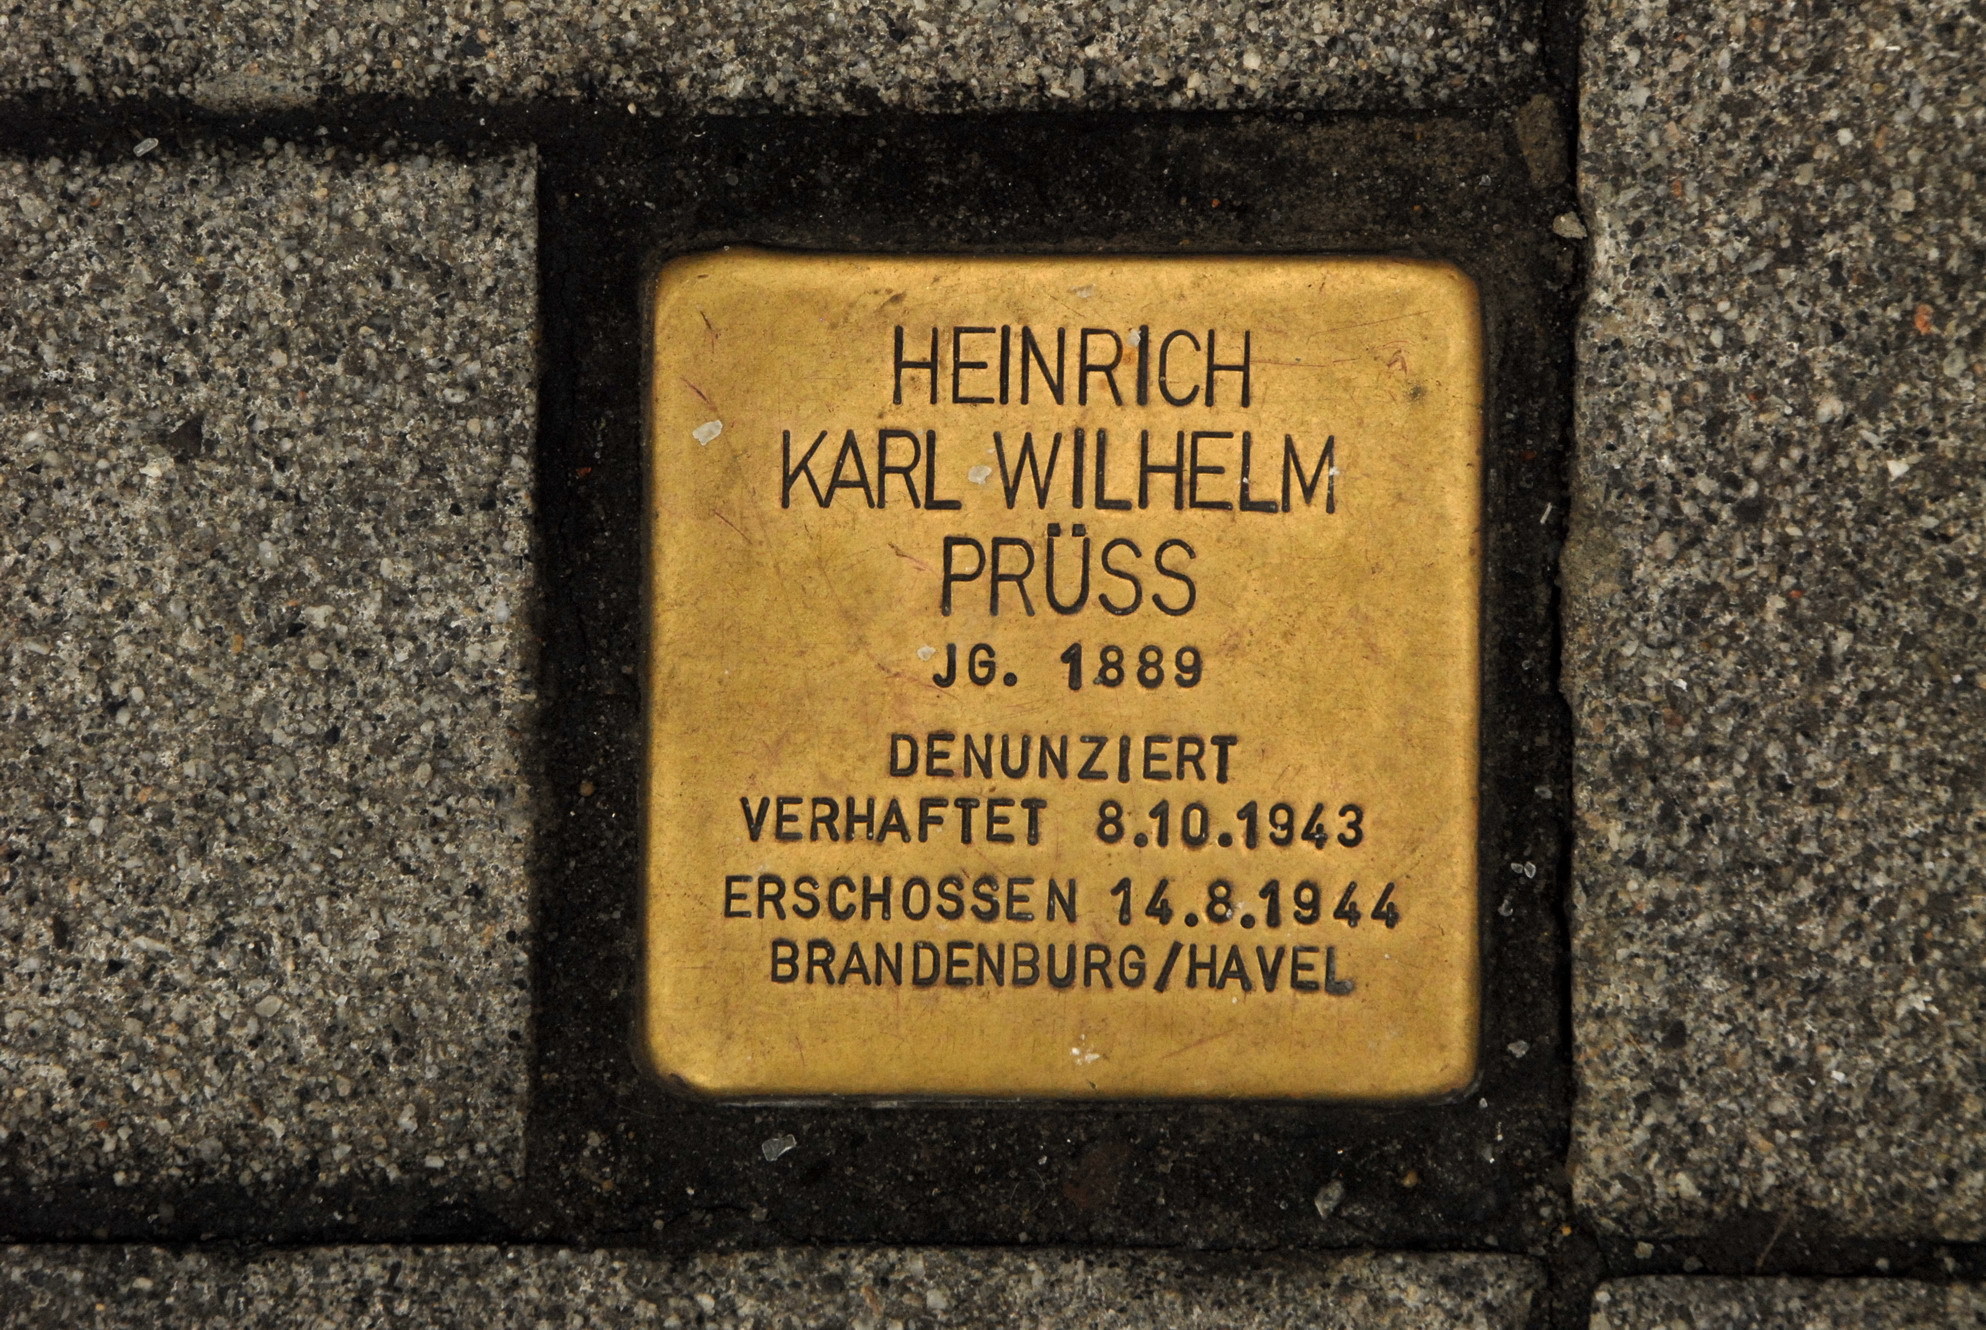 HEINRICH
KARL WILHELM
PRÜSS
JG. 1889
DENUNZIERT
VERHAFTET 8.10.1943
ERSCHOSSEN 14.8.1944
BRANDENBURG/HAVEL